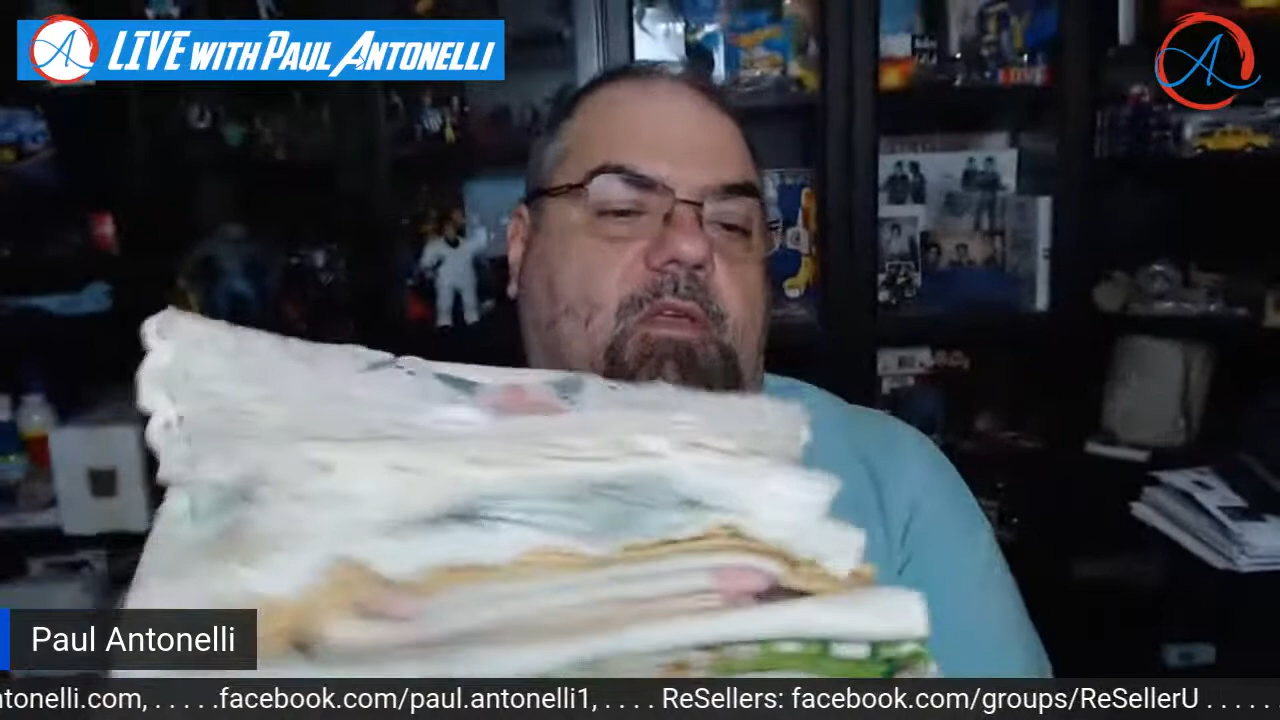 LIVE WITH PAUL ANTONELLI
Paul Antonelli
ntonelli.com, . . . . .facebook.com/paul.antonelli1, . . . . ReSellers: facebook.com/groups/ReSellerU . . . . .